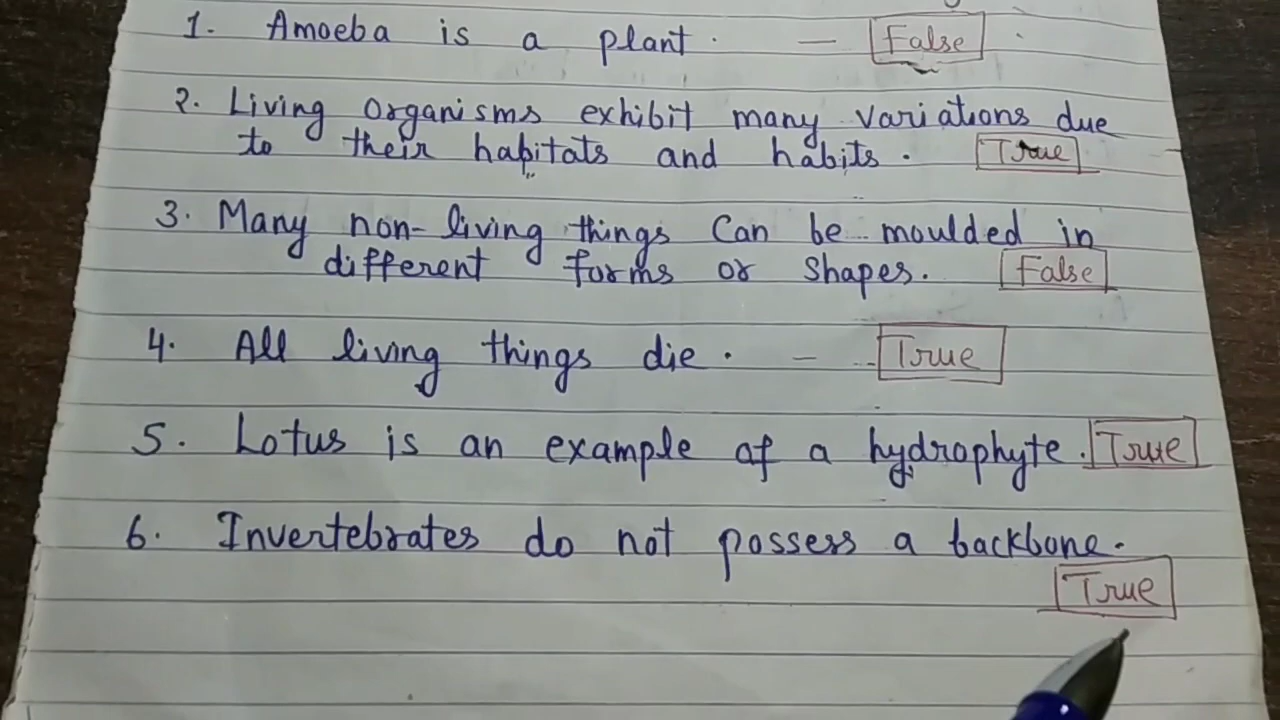 1. Amoeba is a plant. — False
2. Living organisms exhibit many variations due
to their habitats and habits. True
3. Many non-living things can be moulded in
different forms or shapes. False
4. All living things die. — True
5. Lotus is an example of a hydrophyte. True
6. Invertebrates do not possess a backbone.
True